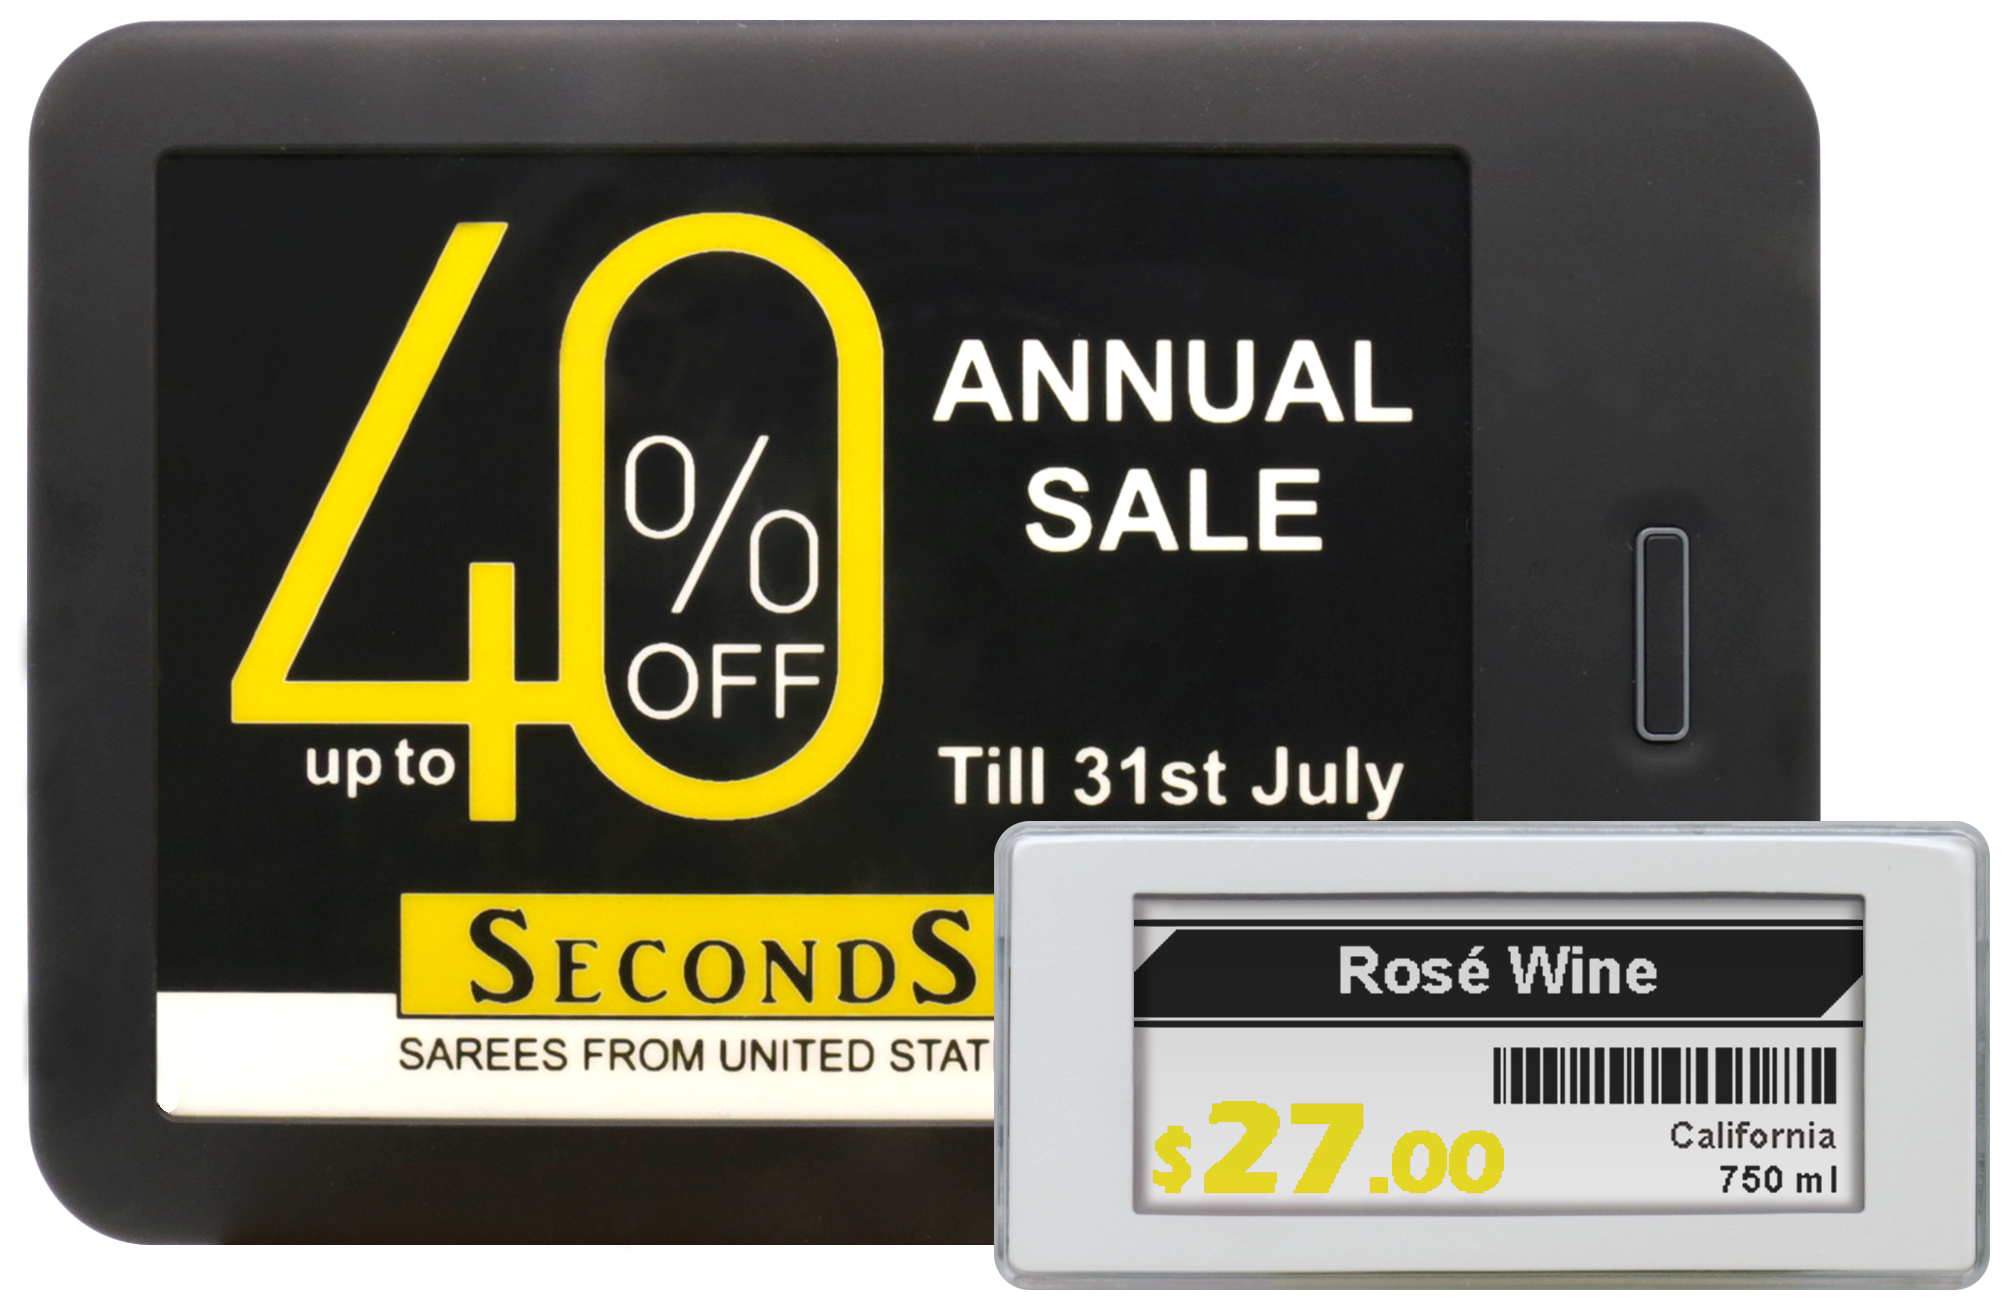 40
%
OFF
up to
ANNUAL
SALE
Till 31st July
SECONDS
SAREES FROM UNITED
Rosé Wine
California
750 ml
$27.00